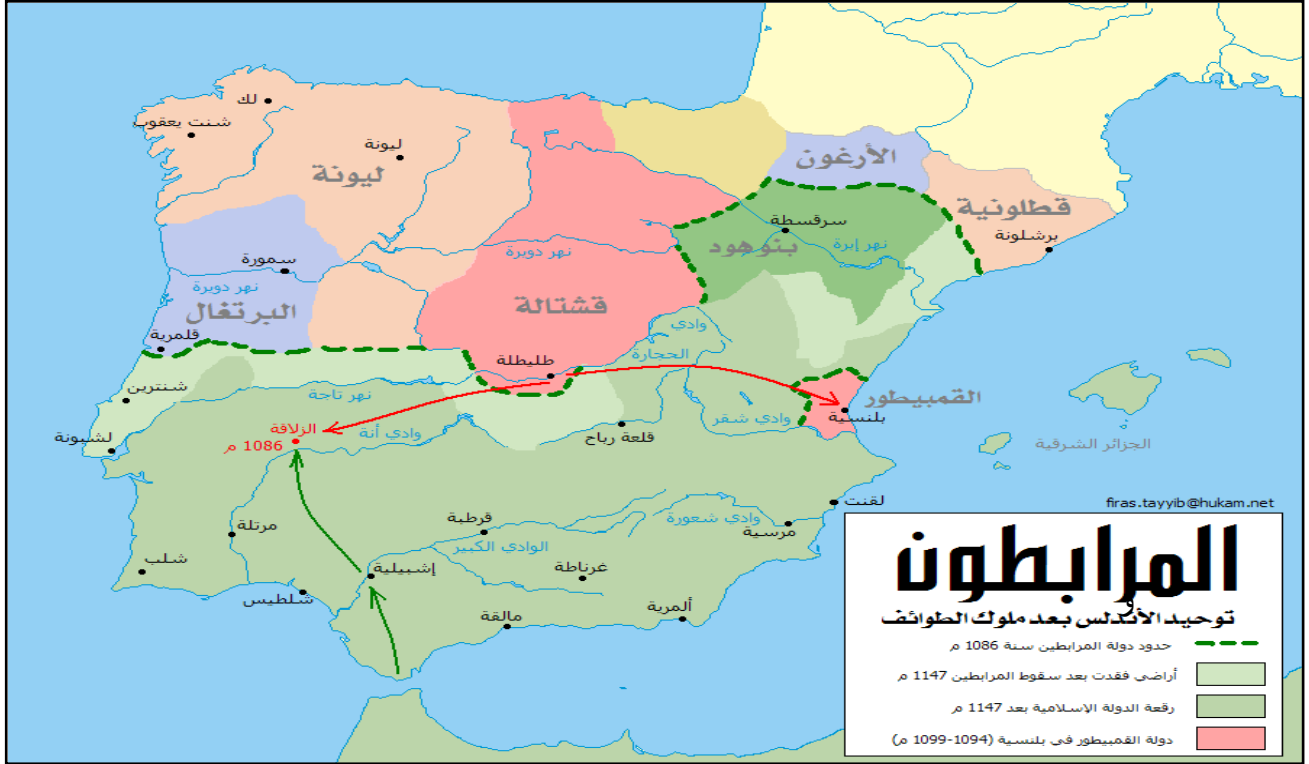 لك
شنت يعقوب
ليونة
ليونة
الأرغون
قطلونية
برشلونة
سرقسطة
بنو هود
نهر إبرة
نهر دويرة
سمورة
نهر دويرة
البرتغال
قشتالة
قلمرية
وادي
الحجارة
طليطلة
شنترين
نهر تاجة
القمبيطور
بلنسية
وادي شقر
الزلاقة
1086 م
وادي أنة
قلعة رباح
لشبونة
الجزائر الشرقية
لقنت
firas.tayyib@hukam.net
مرتلة
قرطبة
وادي شعورة
مرسية
الوادي الكبير
إشبيلية
غرناطة
شلب
شلطيس
مالقة
ألمرية
المرابطون
و
توحيد الأندلس بعد ملوك الطوائف
حدود دولة المرابطين سنة 1086 م
أراضي فقدت بعد سقوط المرابطين 1147 م
رقعة الدولة الإسلامية بعد 1147 م
دولة القمبيطور في بلنسية (1094-1099 م)